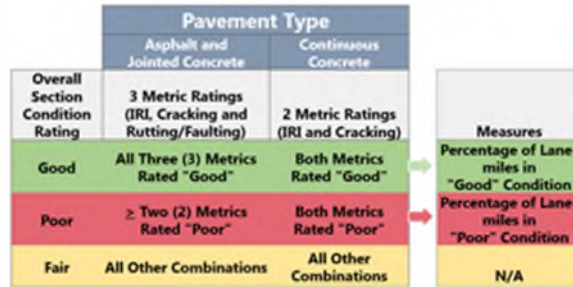 Pavement Type
Asphalt and
Jointed Concrete
Continuous
Concrete
Overall
Section
Condition
Rating
3 Metric Ratings
(IRI, Cracking and
Rutting/Faulting)
2 Metric Ratings
(IRI and Cracking)
Measures
Good
All Three (3) Metrics
Rated "Good"
Both Metrics
Rated "Good"
Percentage of Lane-
miles in
"Good" Condition
Poor
≥ Two (2) Metrics
Rated "Poor"
Both Metrics
Rated "Poor"
Percentage of Lane-
miles in
"Poor" Condition
Fair
All Other Combinations
All Other
Combinations
N/A